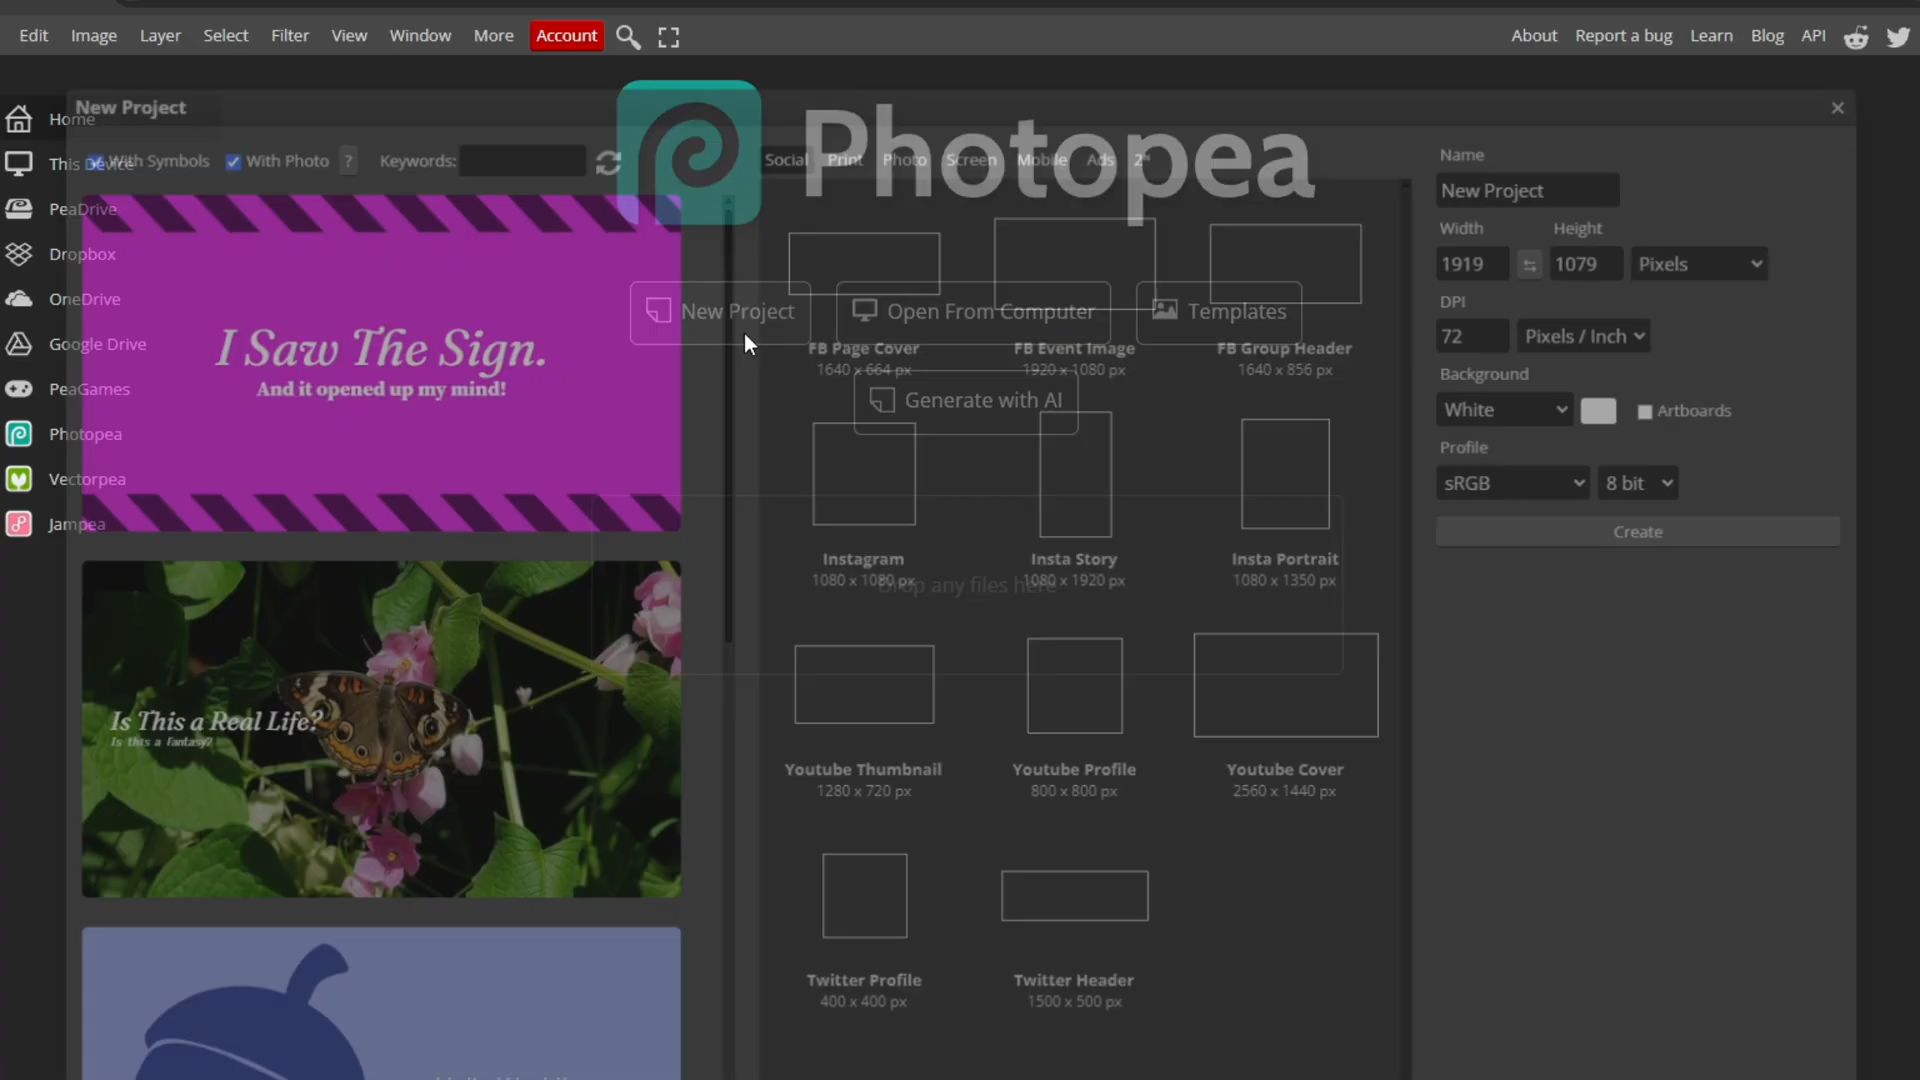 Edit Image Layer Select Filter View Window More Account
About Report a bug Learn Blog API
Home
This Device
PeaDrive
Dropbox
OneDrive
Google Drive
PeaGames
Photopea
Vectorpea
Jampea
Photopea
New Project Open From Computer Templates
Generate with AI
Drop any files here
New Project
With Symbols With Photo ? Keywords:
I Saw The Sign.
And it opened up my mind!
Is This a Real Life?
Is this a Fantasy?
Social Print Photo Screen Mobile Ads
FB Page Cover
1640 x 664 px
FB Event Image
1920 x 1080 px
FB Group Header
1640 x 856 px
Instagram
1080 x 1080 px
Insta Story
1080 x 1920 px
Insta Portrait
1080 x 1350 px
Youtube Thumbnail
1280 x 720 px
Youtube Profile
800 x 800 px
Youtube Cover
2560 x 1440 px
Twitter Profile
400 x 400 px
Twitter Header
1500 x 500 px
Name
New Project
Width Height
1919 1079 Pixels
DPI
72 Pixels / Inch
Background
White Artboards
Profile
sRGB 8 bit
Create